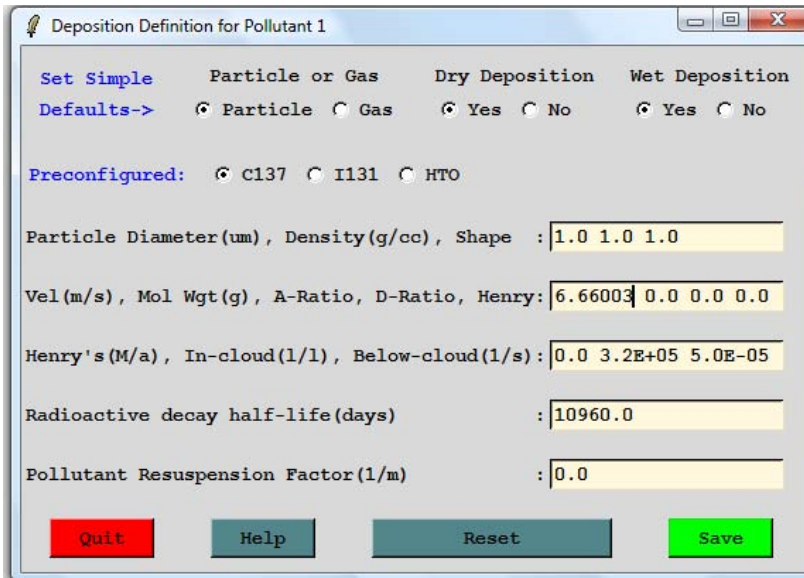 Deposition Definition for Pollutant 1
Set Simple Particle or Gas Dry Deposition Wet Deposition
Defaults-> Particle Gas Yes No Yes No
Preconfigured: C137 I131 HTO
Particle Diameter(um), Density(g/cc), Shape :1.0 1.0 1.0
Vel(m/s), Mol Wgt(g), A-Ratio, D-Ratio, Henry:6.66003 0.0 0.0 0.0
Henry's(M/a), In-cloud(l/l), Below-cloud(1/s):0.0 3.2E+05 5.0E-05
Radioactive decay half-life(days) :10960.0
Pollutant Resuspension Factor(1/m) :0.0
Quit Help Reset Save